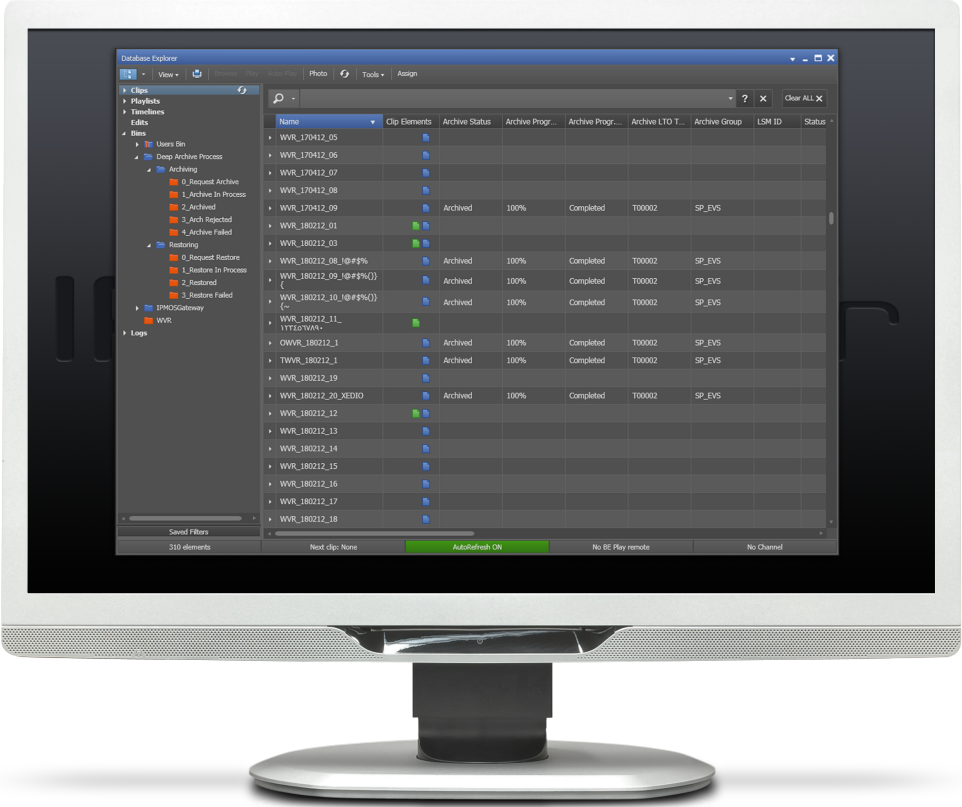 Database Explorer
View
Browse Play Auto Play Photo Tools Assign
Clips
Playlists
Timelines
Edits
Bins
Users Bin
Deep Archive Process
Archiving
0_Request Archive
1_Archive In Process
2_Archived
3_Arch Rejected
4_Archive Failed
Restoring
0_Request Restore
1_Restore In Process
2_Restored
3_Restore Failed
IPMOSGateway
WVR
Logs
Saved Filters
? Clear ALL
Name Clip Elements Archive Status Archive Progr... Archive Progr.... Archive LTO T... Archive Group LSM ID Status
WVR_170412_05
WVR_170412_06
WVR_170412_07
WVR_170412_08
WVR_170412_09 Archived 100% Completed T00002 SP_EVS
WVR_180212_01
WVR_180212_03
WVR_180212_08_!@#$% Archived 100% Completed T00002 SP_EVS
WVR_180212_09_!@#$%{}}
{ Archived 100% Completed T00002 SP_EVS
WVR_180212_10_!@#$%{}}
{~ Archived 100% Completed T00002 SP_EVS
WVR_180212_11_
١٢٣٤٥٦٧٨٩٠
OWVR_180212_1 Archived 100% Completed T00002 SP_EVS
TWVR_180212_1 Archived 100% Completed T00002 SP_EVS
WVR_180212_19
WVR_180212_20_XEDIO Archived 100% Completed T00002 SP_EVS
WVR_180212_12
WVR_180212_13
WVR_180212_14
WVR_180212_15
WVR_180212_16
WVR_180212_17
WVR_180212_18
310 elements Next clip: None AutoRefresh ON No BE Play remote No Channel